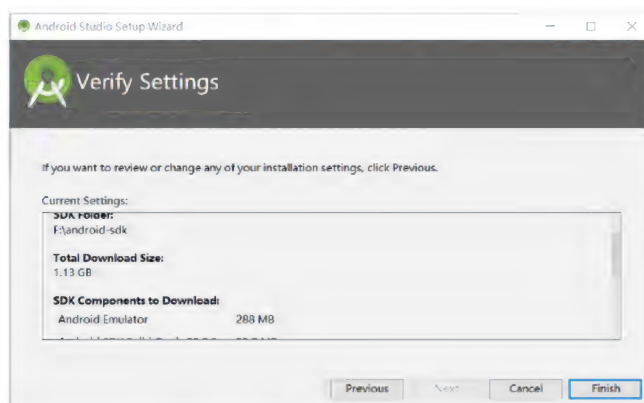 Android Studio Setup Wizard
Verify Settings
If you want to review or change any of your installation settings, click Previous.
Current Settings:
SDK Folder:
F:\android-sdk
Total Download Size:
1.13 GB
SDK Components to Download:
Android Emulator 288 MB
Previous Next Cancel Finish